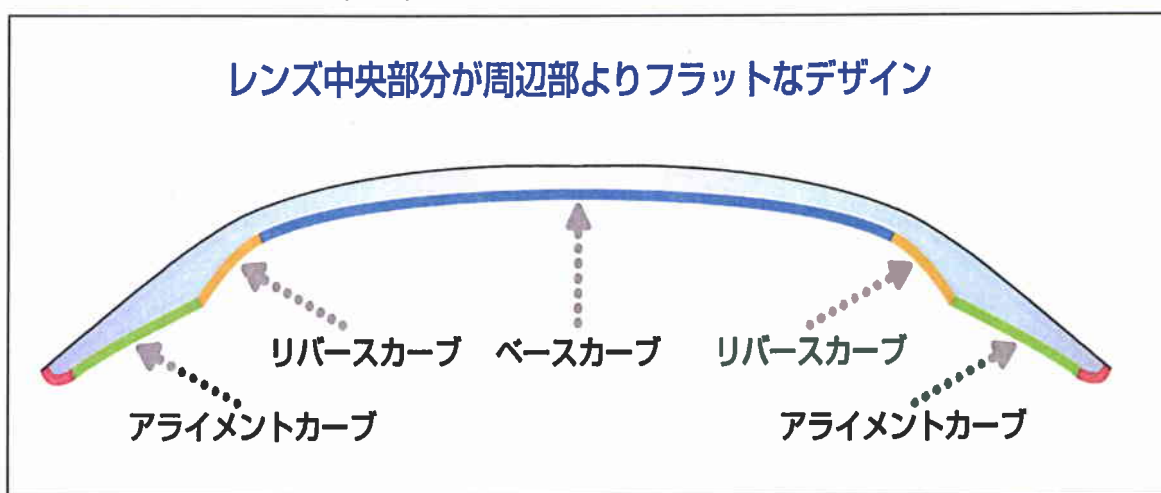 レンズ中央部分が周辺部よりフラットなデザイン
リバースカーブ ベースカーブ リバースカーブ
アライメントカーブ アライメントカーブ